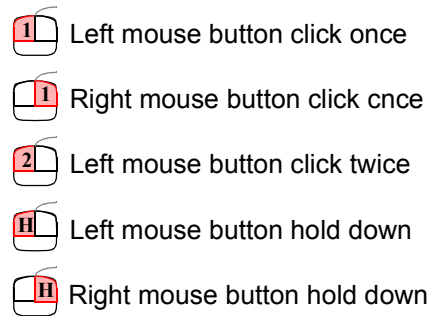 1 Left mouse button click once
1 Right mouse button click cnce
2 Left mouse button click twice
H Left mouse button hold down
H Right mouse button hold down